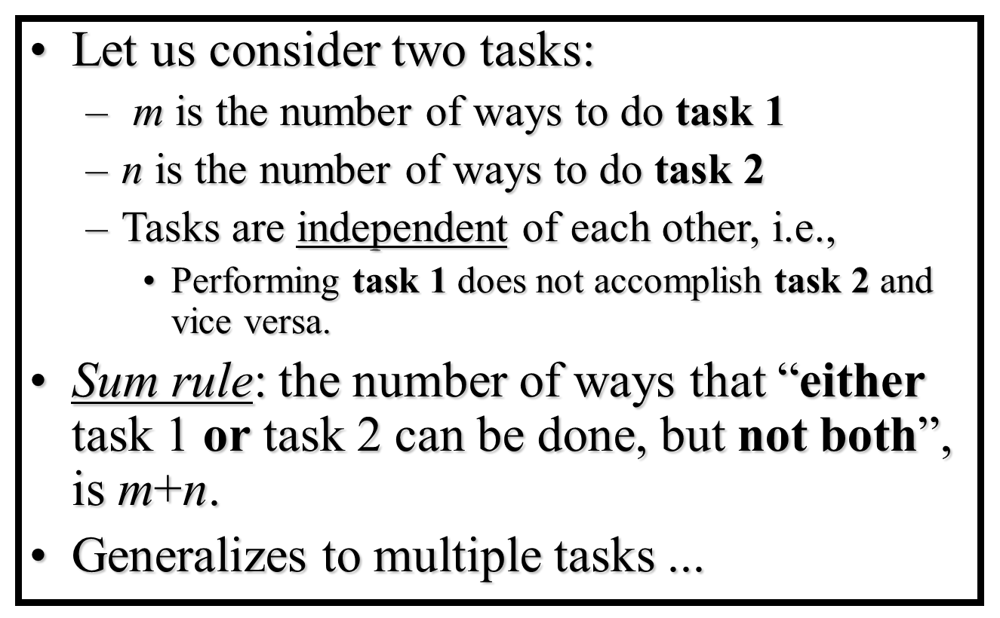 • Let us consider two tasks:
– m is the number of ways to do task 1
– n is the number of ways to do task 2
– Tasks are independent of each other, i.e.,
• Performing task 1 does not accomplish task 2 and
vice versa.
• Sum rule: the number of ways that “either
task 1 or task 2 can be done, but not both”,
is m+n.
• Generalizes to multiple tasks ...